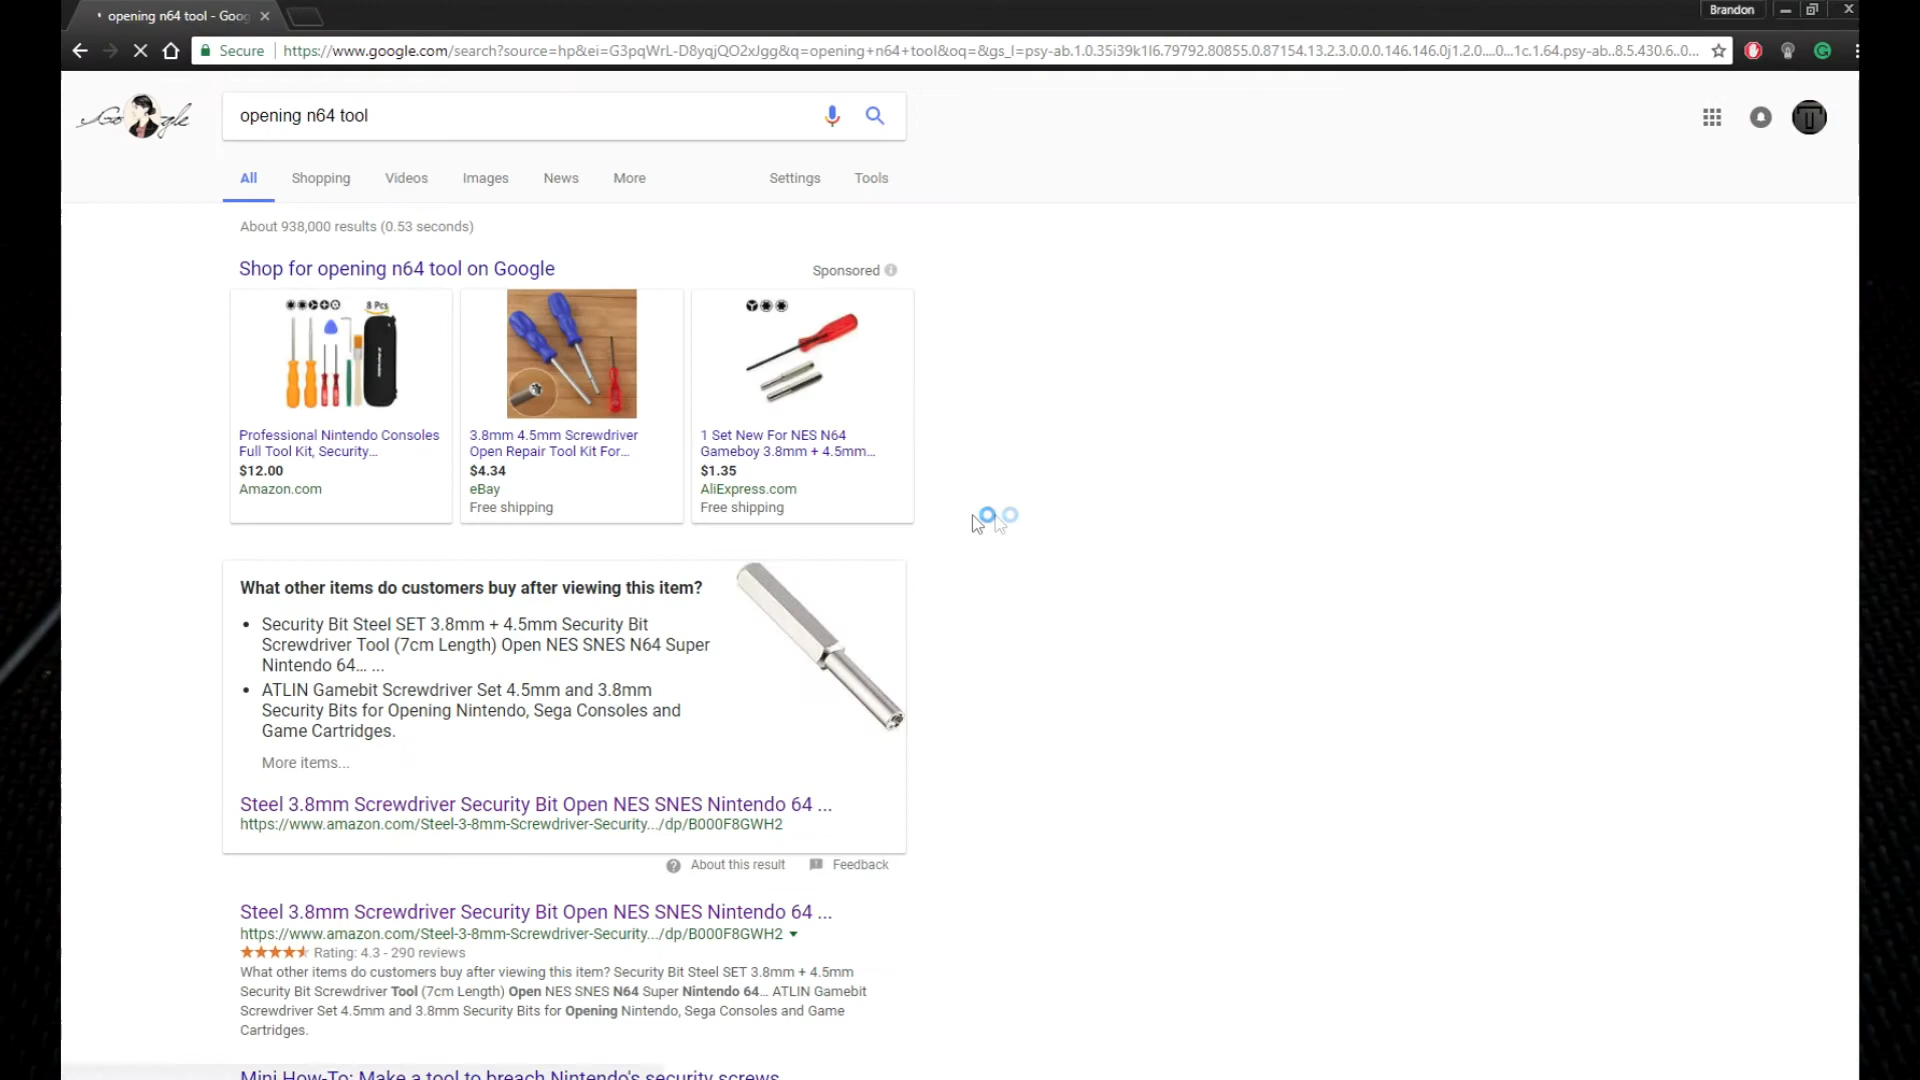 opening n64 tool - Goog
Brandon
Secure
https://www.google.com/search?source=hp&ei=G3pqWrL-D8yqjQO2xJgg&q=opening+n64+tool&oq=&gs_l=psy-ab.1.0.35i39k1l6.79792.80855.0.87154.13.2.3.0.0.0.146.146.0j1.2.0....0...1c.1.64.psy-ab..8.5.430.6..0...
Google
opening n64 tool
All Shopping Videos Images News More Settings Tools
About 938,000 results (0.53 seconds)
Shop for opening n64 tool on Google
Sponsored
8 Pcs
Professional Nintendo Consoles
Full Tool Kit, Security...
$12.00
Amazon.com
3.8mm 4.5mm Screwdriver
Open Repair Tool Kit For...
$4.34
eBay
Free shipping
1 Set New For NES N64
Gameboy 3.8mm + 4.5mm...
$1.35
AliExpress.com
Free shipping
What other items do customers buy after viewing this item?
• Security Bit Steel SET 3.8mm + 4.5mm Security Bit
Screwdriver Tool (7cm Length) Open NES SNES N64 Super
Nintendo 64... ...
• ATLIN Gamebit Screwdriver Set 4.5mm and 3.8mm
Security Bits for Opening Nintendo, Sega Consoles and
Game Cartridges.
More items...
Steel 3.8mm Screwdriver Security Bit Open NES SNES Nintendo 64 ...
https://www.amazon.com/Steel-3-8mm-Screwdriver-Security.../dp/B000F8GWH2
About this result Feedback
Steel 3.8mm Screwdriver Security Bit Open NES SNES Nintendo 64 ...
https://www.amazon.com/Steel-3-8mm-Screwdriver-Security.../dp/B000F8GWH2
Rating: 4.3 - 290 reviews
What other items do customers buy after viewing this item? Security Bit Steel SET 3.8mm + 4.5mm
Security Bit Screwdriver Tool (7cm Length) Open NES SNES N64 Super Nintendo 64... ATLIN Gamebit
Screwdriver Set 4.5mm and 3.8mm Security Bits for Opening Nintendo, Sega Consoles and Game
Cartridges.
Mini How-To: Make a tool to breach Nintendo's security screws